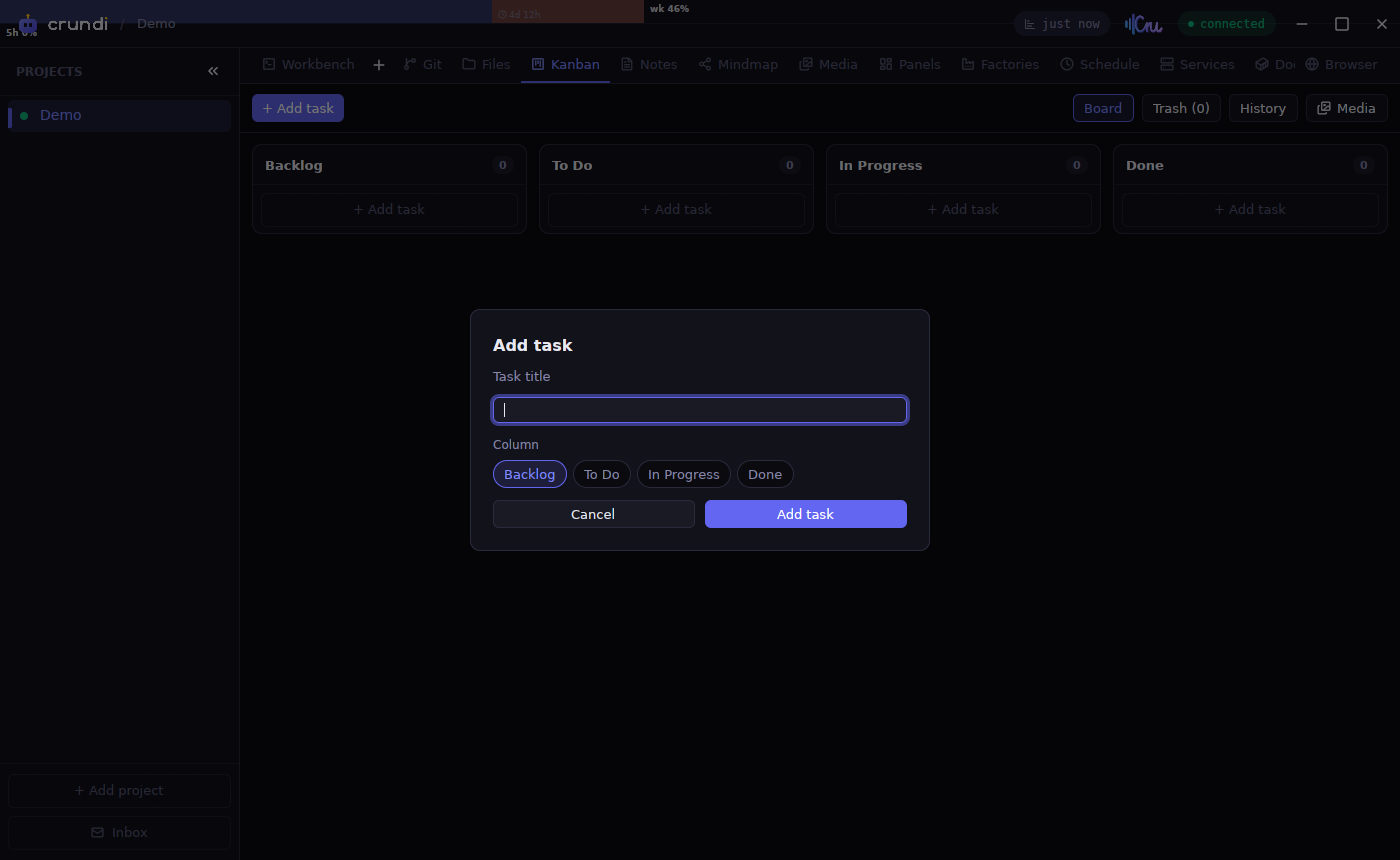 5h 6%
crundi / Demo
4d 12h
wk 46%
just now
Cru
connected
PROJECTS
Workbench
Git
Files
Kanban
Notes
Mindmap
Media
Panels
Factories
Schedule
Services
Doc
Browser
Demo
+ Add task
Board
Trash (0)
History
Media
Backlog 0
To Do 0
In Progress 0
Done 0
+ Add task
+ Add task
+ Add task
+ Add task
Add task
Task title
Column
Backlog
To Do
In Progress
Done
Cancel
Add task
+ Add project
Inbox